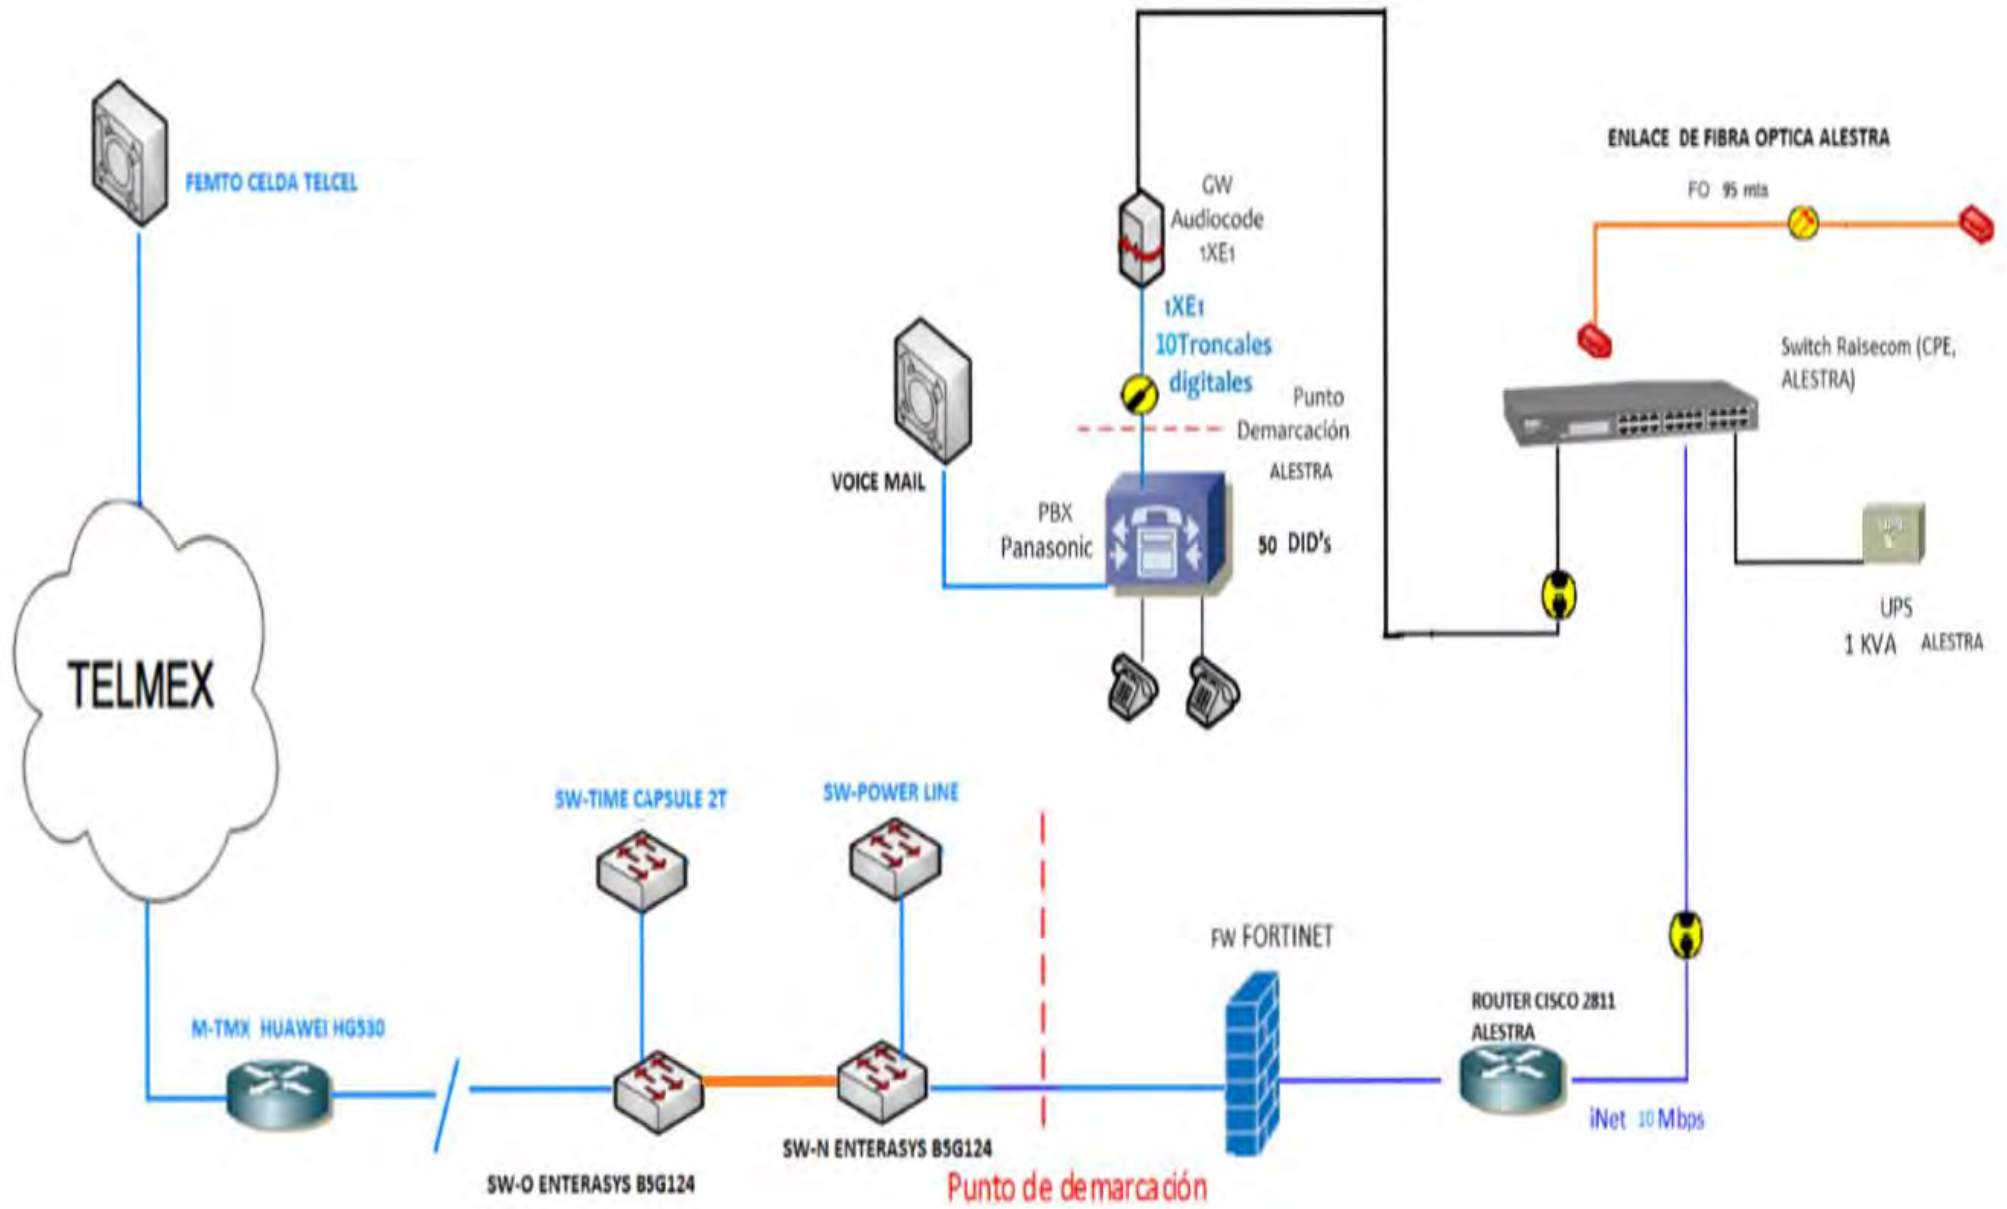 ENLACE DE FIBRA OPTICA ALESTRA
FO 95 mts
FEMTO CELDA TELCEL
GW
Audiocode
1XE1
1XE1
10Troncales
digitales
Punto
Demarcación
ALESTRA
Switch Raisecom (CPE,
ALESTRA)
VOICE MAIL
PBX
Panasonic
50 DID's
UPS
UPS
1 KVA ALESTRA
TELMEX
SW-TIME CAPSULE 2T
SW-POWER LINE
FW FORTINET
ROUTER CISCO 2811
ALESTRA
M-TMX HUAWEI HG530
iNet 10 Mbps
SW-N ENTERASYS B5G124
SW-O ENTERASYS B5G124
Punto de demarcación